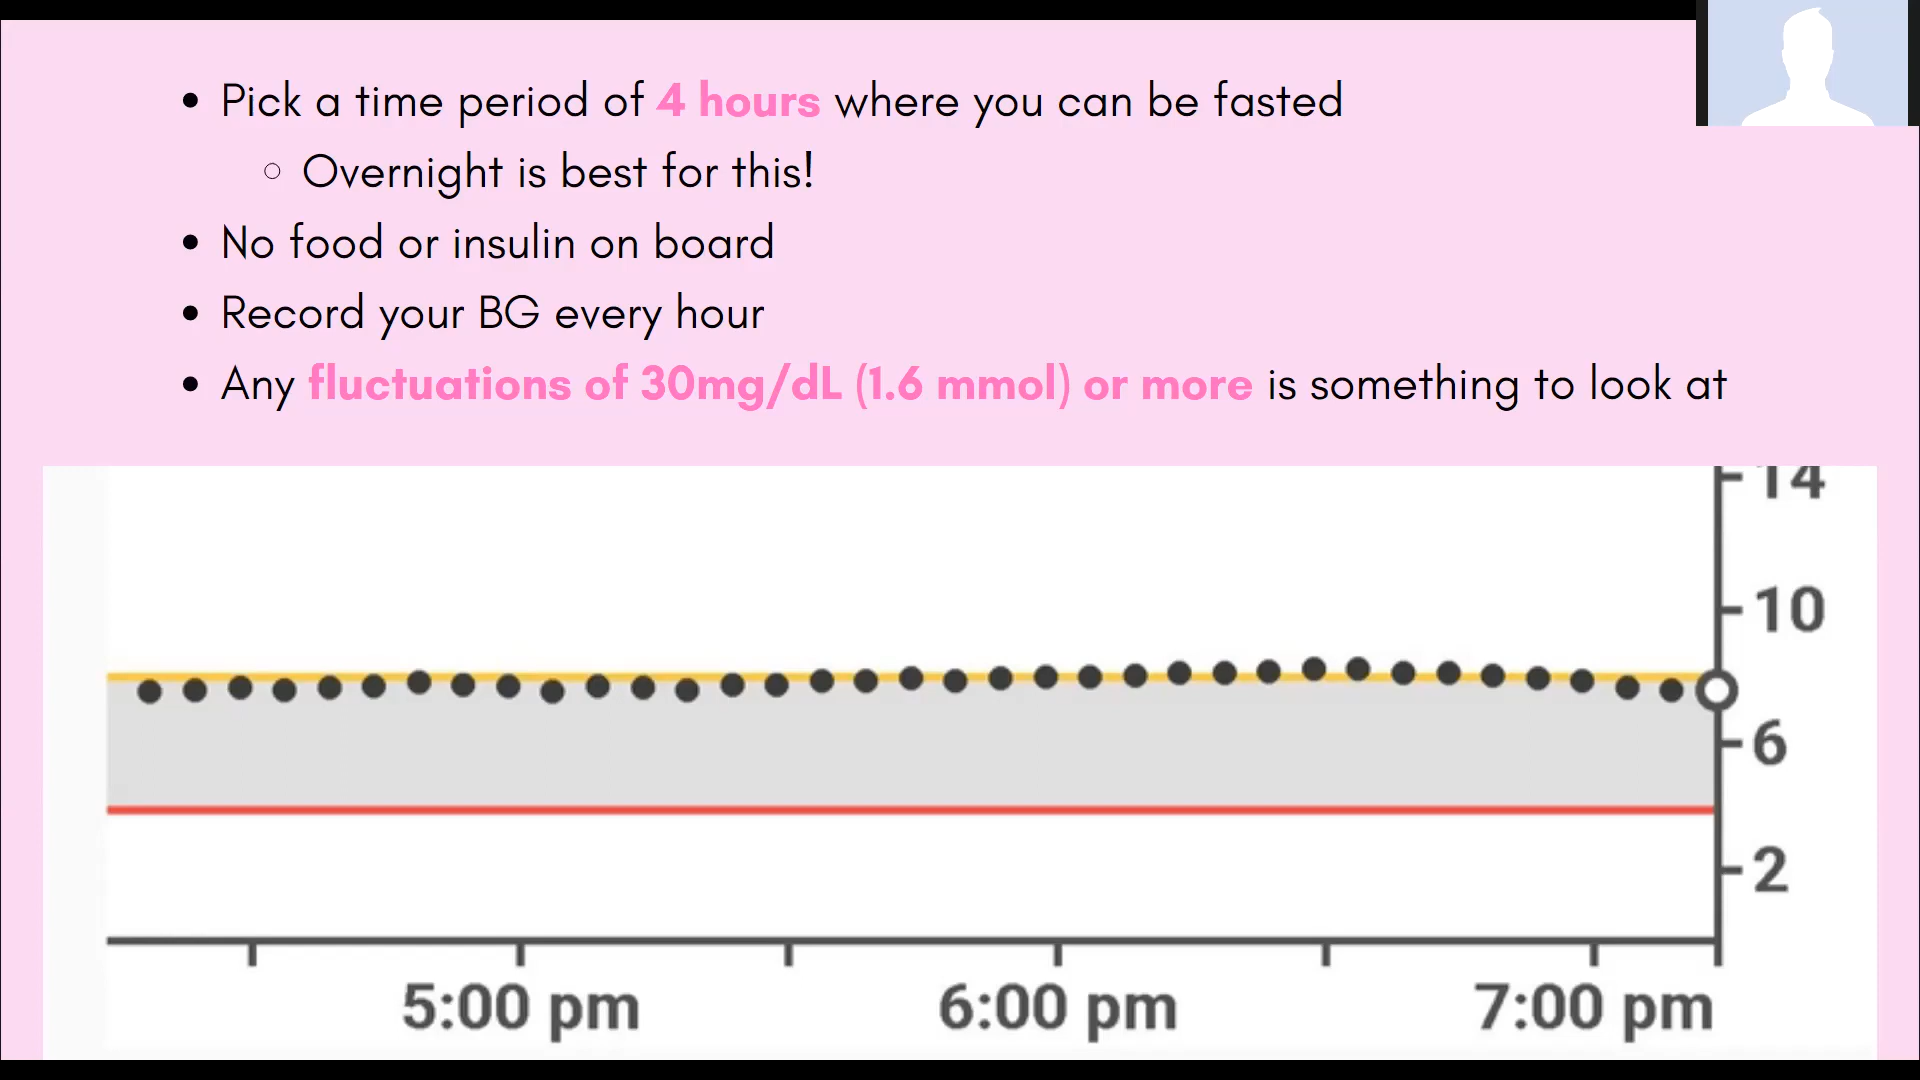 Pick a time period of 4 hours where you can be fasted
Overnight is best for this!
No food or insulin on board
Record your BG every hour
Any fluctuations of 30mg/dL (1.6 mmol) or more is something to look at
14
10
6
2
5:00 pm 6:00 pm 7:00 pm